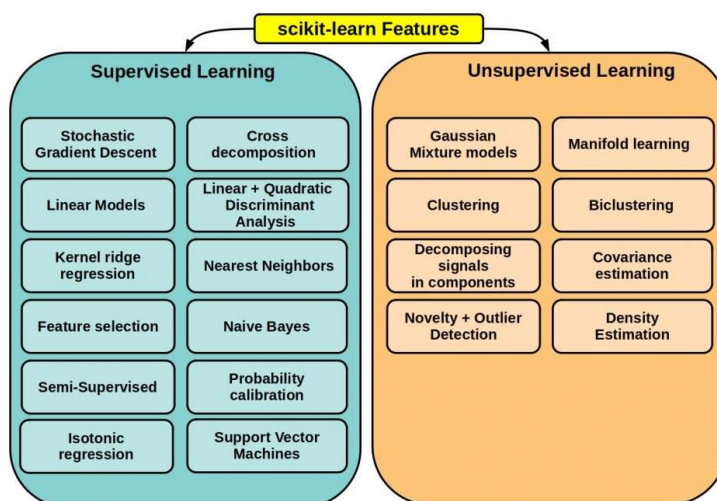 scikit-learn Features
Supervised Learning
Stochastic
Gradient Descent
Cross
decomposition
Linear Models
Linear + Quadratic
Discriminant
Analysis
Kernel ridge
regression
Nearest Neighbors
Feature selection
Naive Bayes
Semi-Supervised
Probability
calibration
Isotonic
regression
Support Vector
Machines
Unsupervised Learning
Gaussian
Mixture models
Manifold learning
Clustering
Biclustering
Decomposing
signals
in components
Covariance
estimation
Novelty + Outlier
Detection
Density
Estimation